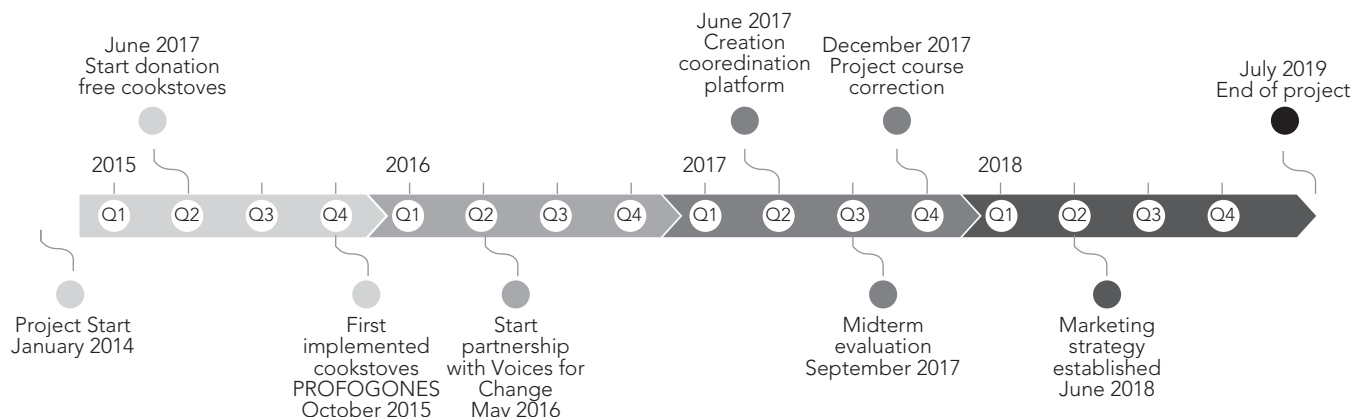 June 2017
Start donation
free cookstoves
June 2017
Creation
cooredination
platform
December 2017
Project course
correction
July 2019
End of project
2015
2016
2017
2018
Q1
Q2
Q3
Q4
Q1
Q2
Q3
Q4
Q1
Q2
Q3
Q4
Q1
Q2
Q3
Q4
Project Start
January 2014
First
implemented
cookstoves
PROFOGONES
October 2015
Start
partnership
with Voices for
Change
May 2016
Midterm
evaluation
September 2017
Marketing
strategy
established
June 2018